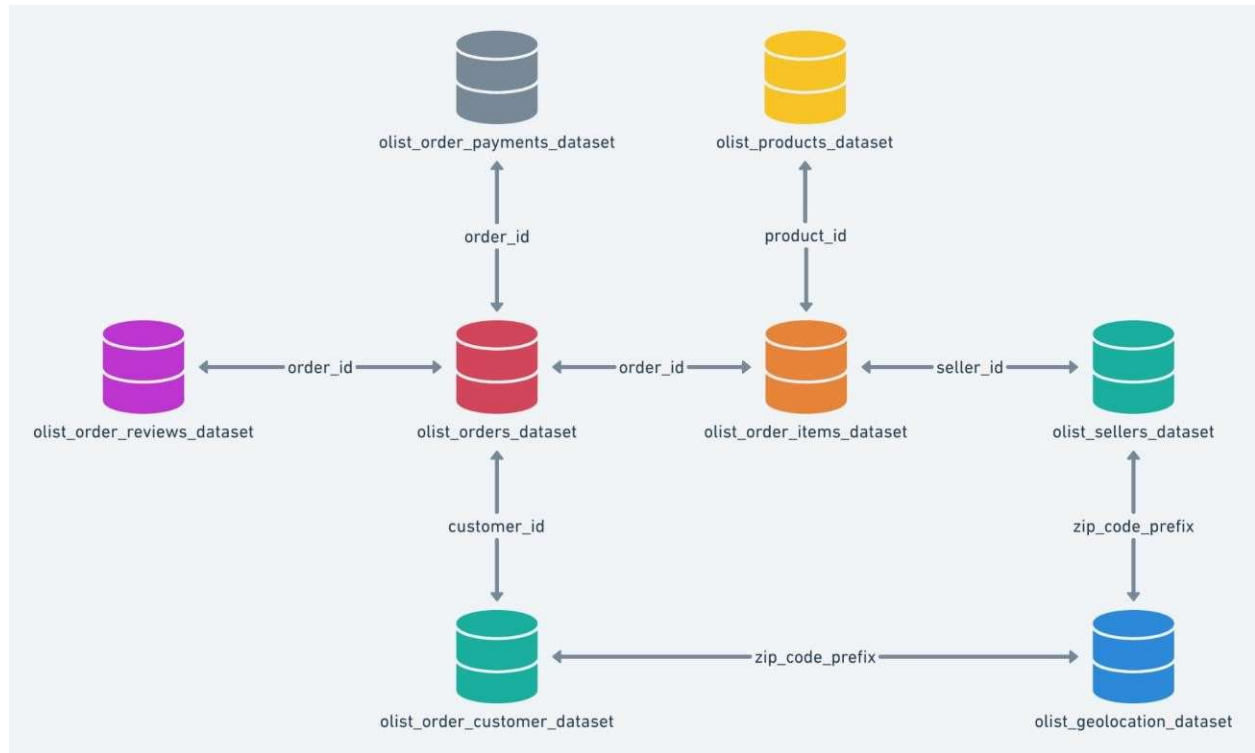 olist_order_payments_dataset
olist_products_dataset
order_id
product_id
order_id
order_id
seller_id
olist_order_reviews_dataset
olist_orders_dataset
olist_order_items_dataset
olist_sellers_dataset
customer_id
zip_code_prefix
zip_code_prefix
olist_order_customer_dataset
olist_geolocation_dataset